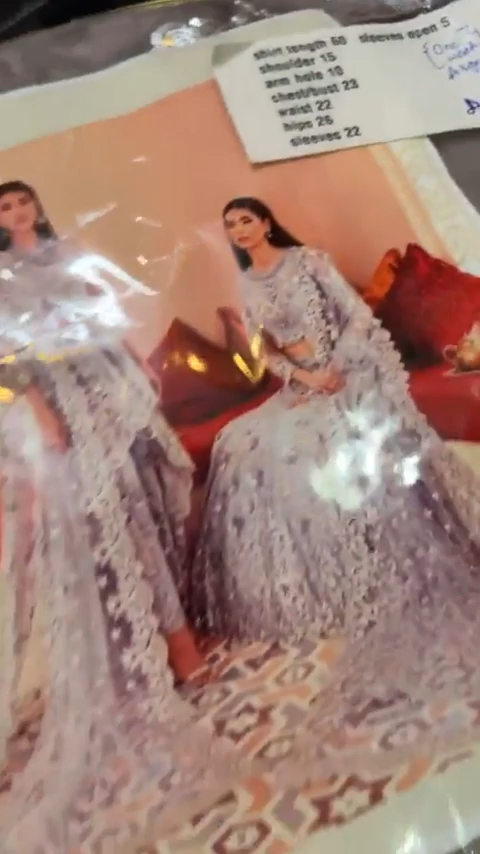 shirt length 60 sleeves open 5
shoulder 15
arm hole 10
chest/bust 23
waist 22
hips 26
sleeves 22
One